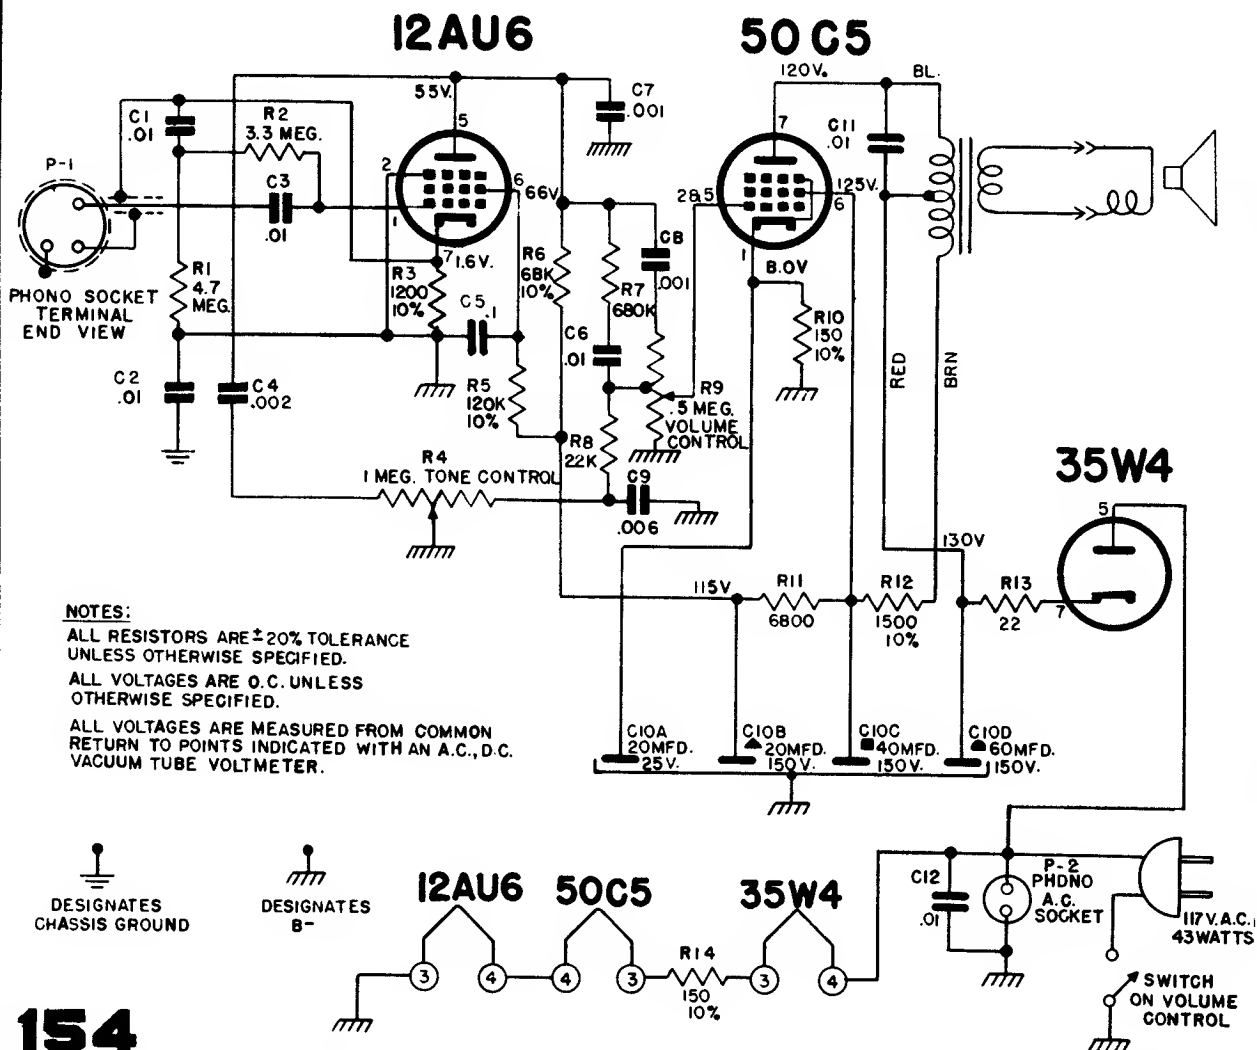 12AU6
50C5
120V.
BL.
55V.
C7
.001
5
7
C1
.01
R2
3.3 MEG.
C11
.01
P-1
2
6
66V.
C3
.01
1
2&5
125V.
6
7
1.6V.
1
8.0V
R1
4.7
MEG.
R3
1200
10%
R6
68K
10%
R7
680K
C8
.001
PHONO SOCKET
TERMINAL
END VIEW
C5
.1
C6
.01
R10
150
10%
RED
BRN
C2
.01
C4
.002
R5
120K
10%
R9
.5 MEG.
VOLUME
CONTROL
R8
22K
R4
1 MEG. TONE CONTROL
C9
.006
35W4
5
130V
7
115V
R11
6800
R12
1500
10%
R13
22
NOTES:
ALL RESISTORS ARE ±20% TOLERANCE
UNLESS OTHERWISE SPECIFIED.
ALL VOLTAGES ARE D.C. UNLESS
OTHERWISE SPECIFIED.
ALL VOLTAGES ARE MEASURED FROM COMMON
RETURN TO POINTS INDICATED WITH AN A.C., D.C.
VACUUM TUBE VOLTMETER.
C10A
20MFD.
25V.
C10B
▲ 20MFD.
150V.
C10C
■ 40MFD.
150V.
C10D
60MFD.
150V.
DESIGNATES
CHASSIS GROUND
DESIGNATES
B-
12AU6
50C5
35W4
3
4
4
3
R14
150
10%
3
4
C12
.01
P-2
PHONO
A.C.
SOCKET
117V.A.C.,
43WATTS
SWITCH
ON VOLUME
CONTROL
154